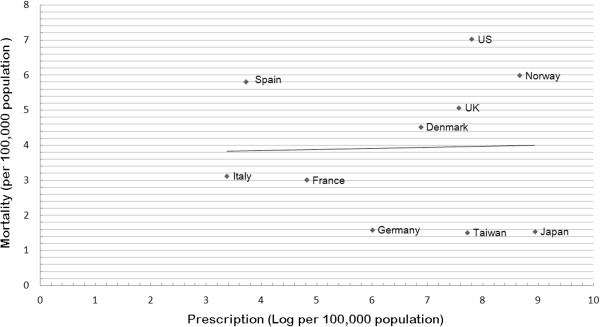 8
7
6
5
4
3
2
1
0
Mortality (per 100,000 population )
US
Spain
Norway
UK
Denmark
Italy
France
Germany
Taiwan
Japan
0 1 2 3 4 5 6 7 8 9 10
Prescription (Log per 100,000 population)